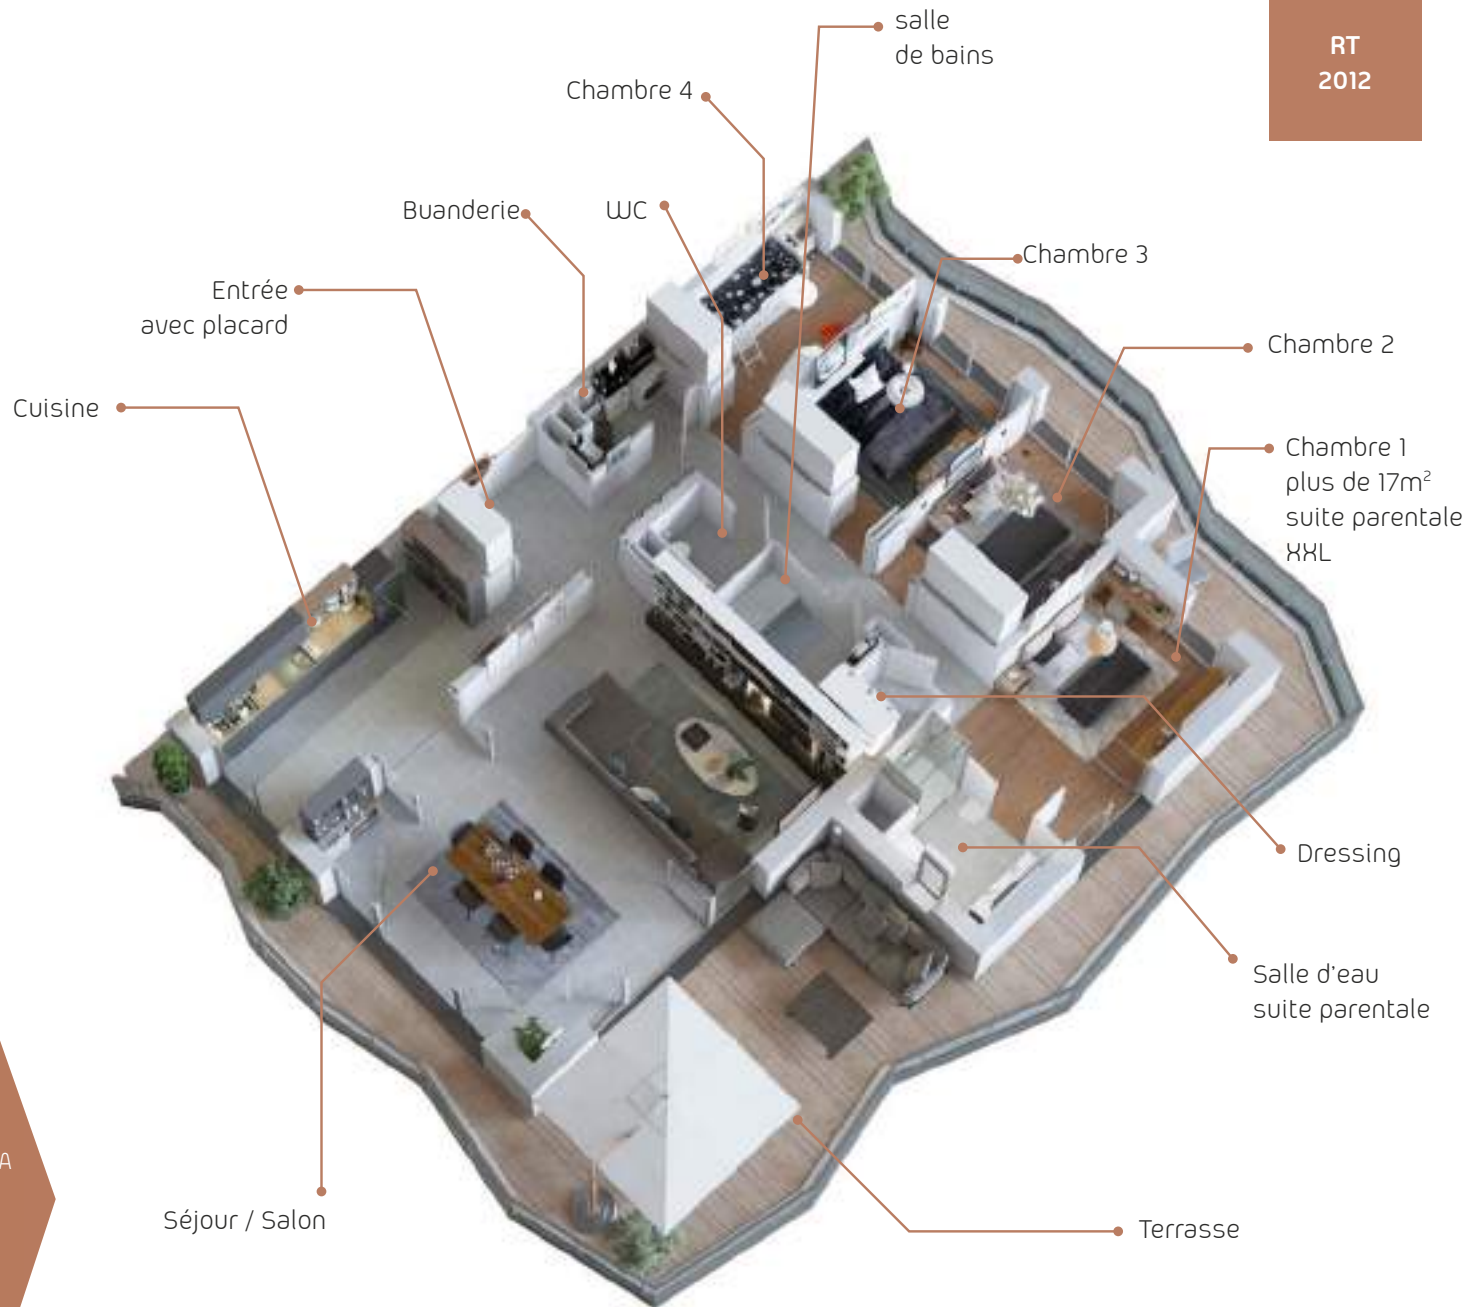 salle
de bains
RT
2012
Chambre 4
Buanderie
WC
Chambre 3
Entrée
avec placard
Chambre 2
Cuisine
Chambre 1
plus de 17m²
suite parentale
XXL
Dressing
Salle d'eau
suite parentale
A
Séjour / Salon
Terrasse